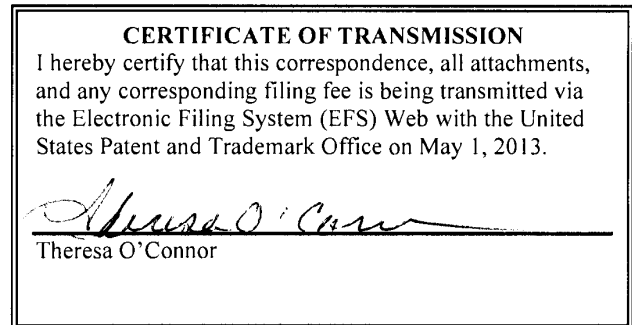 CERTIFICATE OF TRANSMISSION
I hereby certify that this correspondence, all attachments,
and any corresponding filing fee is being transmitted via
the Electronic Filing System (EFS) Web with the United
States Patent and Trademark Office on May 1, 2013.
Theresa O'Connor